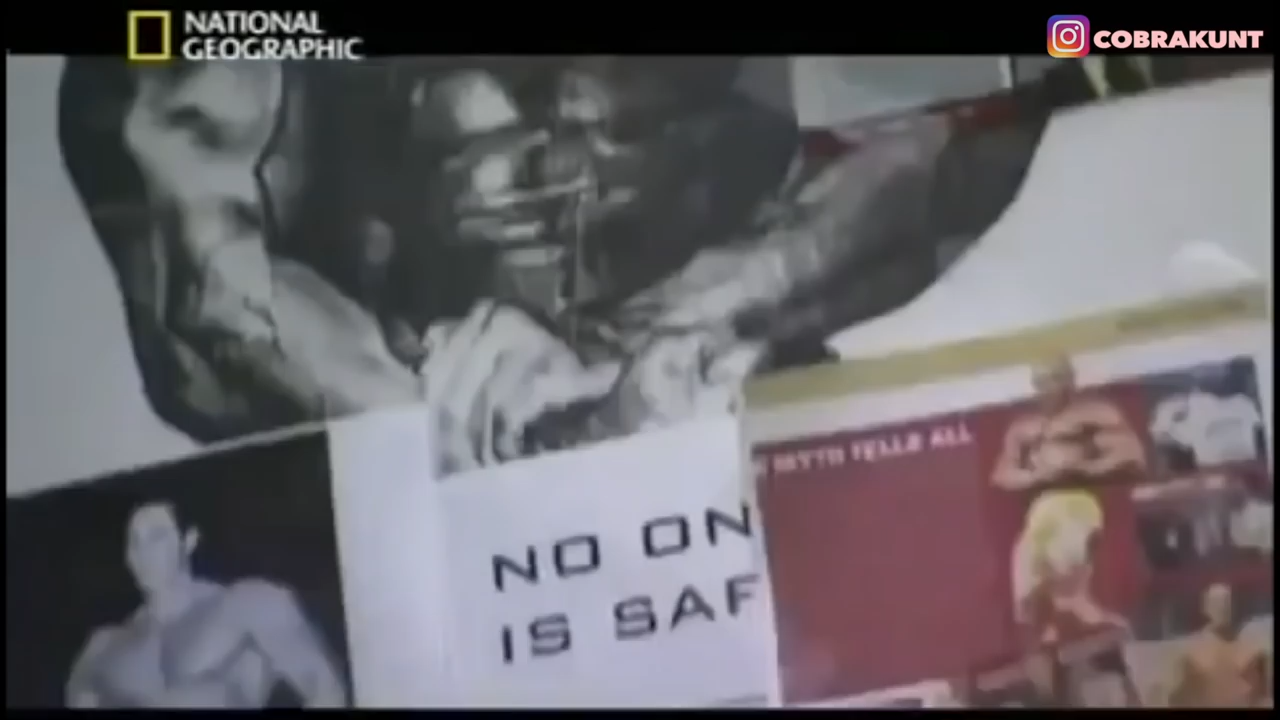 NATIONAL
GEOGRAPHIC
COBRAKUNT
TELLS ALL
NO ON
IS SAF